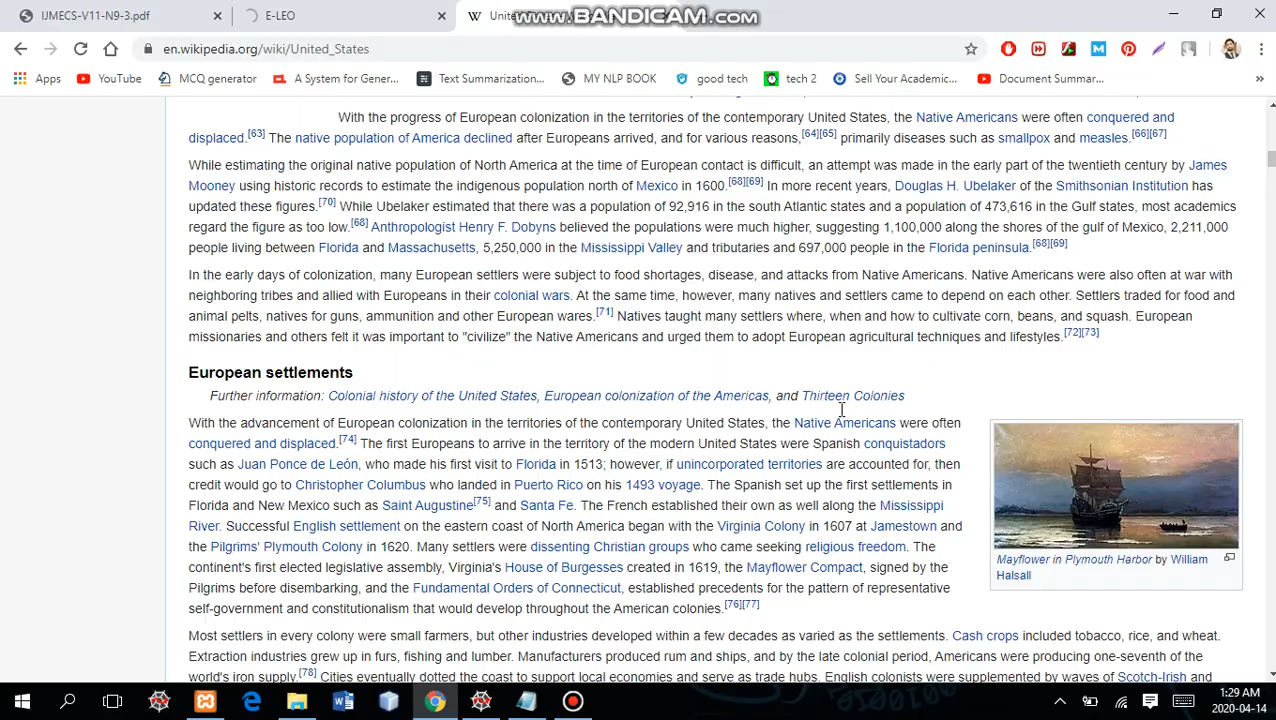 IJMECS-V11-N9-3.pdf
E-LEO
W
www.BANDICAM.com
en.wikipedia.org/wiki/United_States
Apps
YouTube
MCQ generator
A System for Gener...
Text Summarization...
MY NLP BOOK
good tech
tech 2
Sell Your Academic...
Document Summar...
»
With the progress of European colonization in the territories of the contemporary United States, the Native Americans were often conquered and
displaced.[63] The native population of America declined after Europeans arrived, and for various reasons,[64][65] primarily diseases such as smallpox and measles.[66][67]
While estimating the original native population of North America at the time of European contact is difficult, an attempt was made in the early part of the twentieth century by James
Mooney using historic records to estimate the indigenous population north of Mexico in 1600.[68][69] In more recent years, Douglas H. Ubelaker of the Smithsonian Institution has
updated these figures.[70] While Ubelaker estimated that there was a population of 92,916 in the south Atlantic states and a population of 473,616 in the Gulf states, most academics
regard the figure as too low.[68] Anthropologist Henry F. Dobyns believed the populations were much higher, suggesting 1,100,000 along the shores of the gulf of Mexico, 2,211,000
people living between Florida and Massachusetts, 5,250,000 in the Mississippi Valley and tributaries and 697,000 people in the Florida peninsula.[68][69]
In the early days of colonization, many European settlers were subject to food shortages, disease, and attacks from Native Americans. Native Americans were also often at war with
neighboring tribes and allied with Europeans in their colonial wars. At the same time, however, many natives and settlers came to depend on each other. Settlers traded for food and
animal pelts, natives for guns, ammunition and other European wares.[71] Natives taught many settlers where, when and how to cultivate corn, beans, and squash. European
missionaries and others felt it was important to "civilize" the Native Americans and urged them to adopt European agricultural techniques and lifestyles.[72][73]
European settlements
Further information: Colonial history of the United States, European colonization of the Americas, and Thirteen Colonies
With the advancement of European colonization in the territories of the contemporary United States, the Native Americans were often
conquered and displaced.[74] The first Europeans to arrive in the territory of the modern United States were Spanish conquistadors
such as Juan Ponce de León, who made his first visit to Florida in 1513; however, if unincorporated territories are accounted for, then
credit would go to Christopher Columbus who landed in Puerto Rico on his 1493 voyage. The Spanish set up the first settlements in
Florida and New Mexico such as Saint Augustine[75] and Santa Fe. The French established their own as well along the Mississippi
River. Successful English settlement on the eastern coast of North America began with the Virginia Colony in 1607 at Jamestown and
the Pilgrims' Plymouth Colony in 1620. Many settlers were dissenting Christian groups who came seeking religious freedom. The
continent's first elected legislative assembly, Virginia's House of Burgesses created in 1619, the Mayflower Compact, signed by the
Pilgrims before disembarking, and the Fundamental Orders of Connecticut, established precedents for the pattern of representative
self-government and constitutionalism that would develop throughout the American colonies.[76][77]
Mayflower in Plymouth Harbor by William
Halsall
Most settlers in every colony were small farmers, but other industries developed within a few decades as varied as the settlements. Cash crops included tobacco, rice, and wheat.
Extraction industries grew up in furs, fishing and lumber. Manufacturers produced rum and ships, and by the late colonial period, Americans were producing one-seventh of the
world's iron supply.[78] Cities eventually dotted the coast to support local economies and serve as trade hubs. English colonists were supplemented by waves of Scotch-Irish and
1:29 AM
2020-04-14